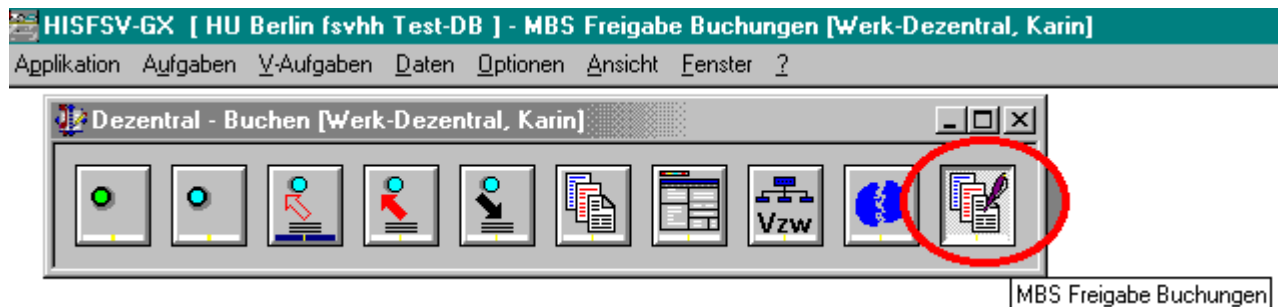 HISFSV-GX [ HU Berlin fsvhh Test-DB ] - MBS Freigabe Buchungen [Werk-Dezentral, Karin]
Applikation Aufgaben V-Aufgaben Daten Optionen Ansicht Fenster ?
Dezentral - Buchen [Werk-Dezentral, Karin]
Vzw
MBS Freigabe Buchungen